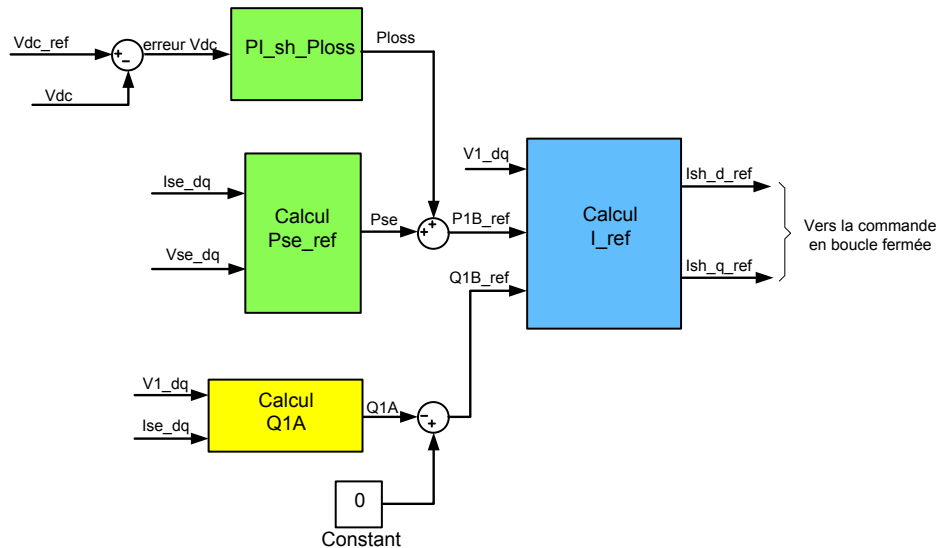 Vdc_ref
+
−
Vdc
erreur Vdc
PI_sh_Ploss
Ploss
Ise_dq
Vse_dq
Calcul
Pse_ref
Pse
+
+
P1B_ref
V1_dq
Q1B_ref
Calcul
I_ref
Ish_d_ref
Ish_q_ref
Vers la commande
en boucle fermée
V1_dq
Ise_dq
Calcul
Q1A
Q1A
−
+
0
Constant